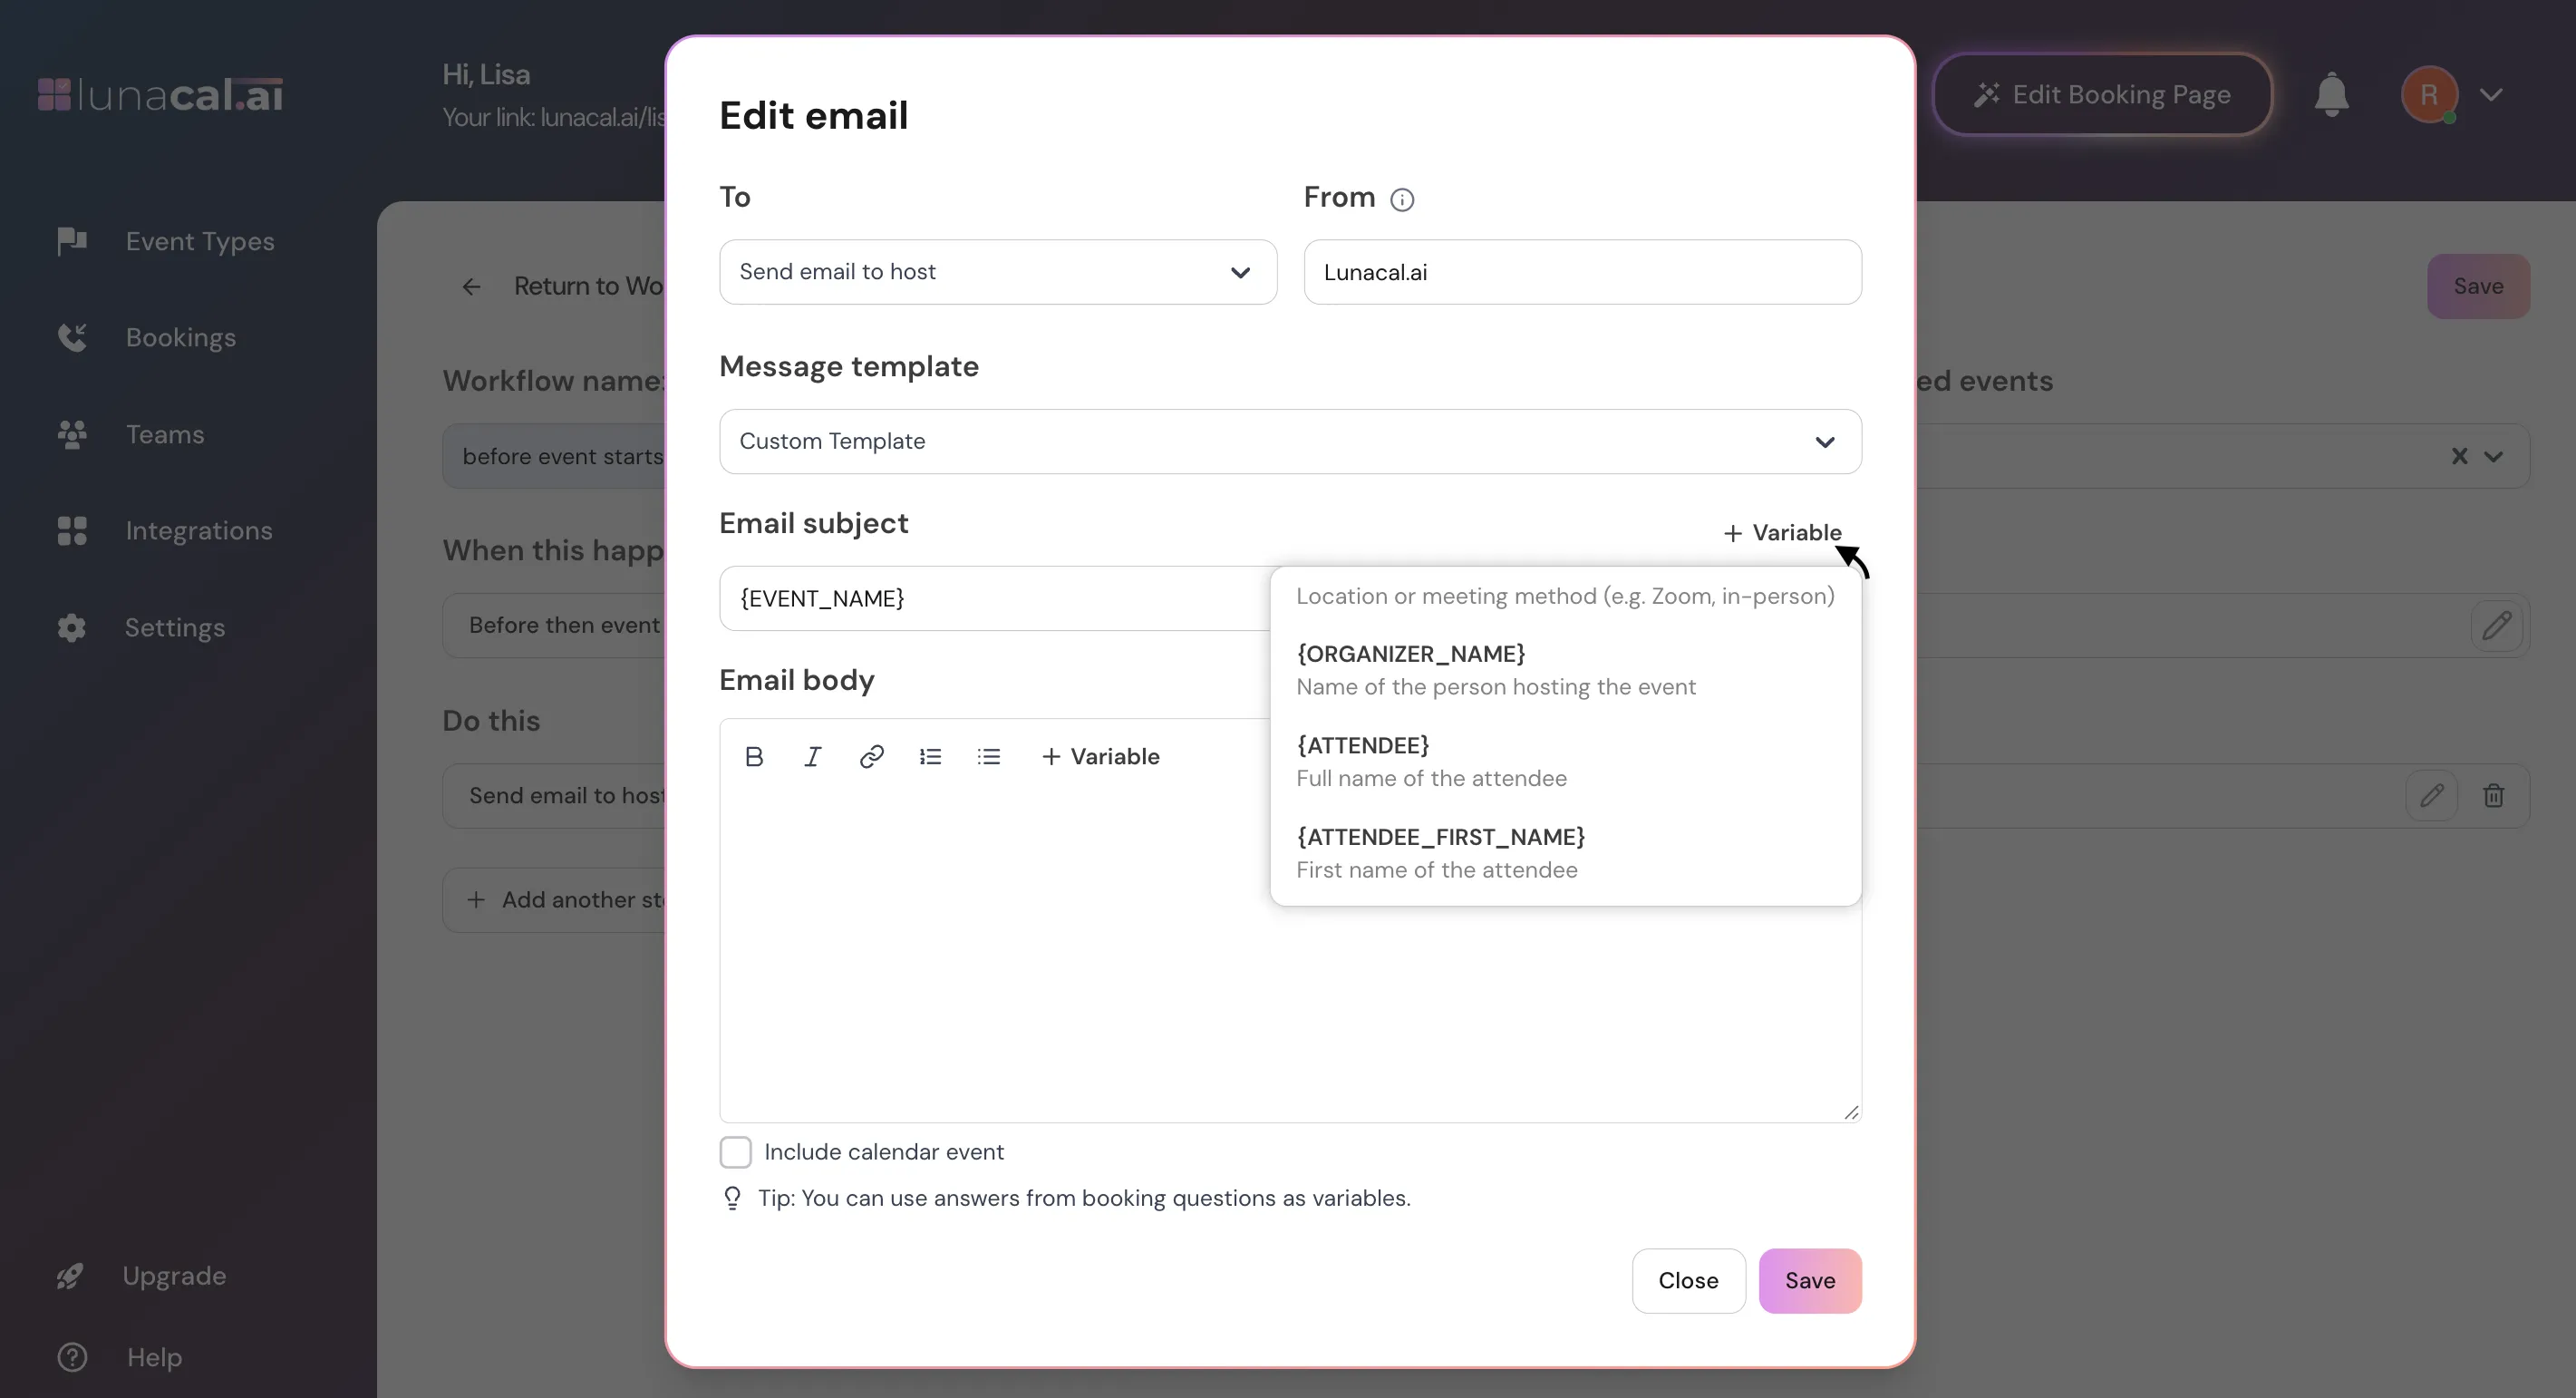 lunacal.ai
Hi, Lisa
Your link: lunacal.ai/lis
Edit Booking Page
R
Event Types
Bookings
Teams
Integrations
Settings
Upgrade
Help
Return to Wo
Save
Workflow name:
ed events
before event starts
When this happ
Before then event
Do this
Send email to host
Add another ste
Edit email
To
From
Send email to host
Lunacal.ai
Message template
Custom Template
Email subject
+ Variable
{EVENT_NAME}
Location or meeting method (e.g. Zoom, in-person)
{ORGANIZER_NAME}
Name of the person hosting the event
{ATTENDEE}
Full name of the attendee
{ATTENDEE_FIRST_NAME}
First name of the attendee
Email body
B I + Variable
Include calendar event
Tip: You can use answers from booking questions as variables.
Close
Save